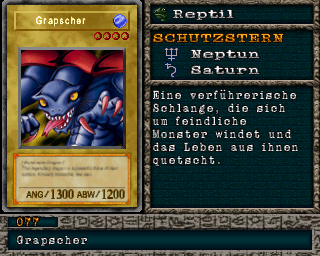 Grapscher
ANG/1300 ABW/1200
Reptil
SCHUTZSTERN
Neptun
Saturn
Eine verführerische
Schlange, die sich
um feindliche
Monster windet und
das Leben aus ihnen
quetscht.
077
Grapscher